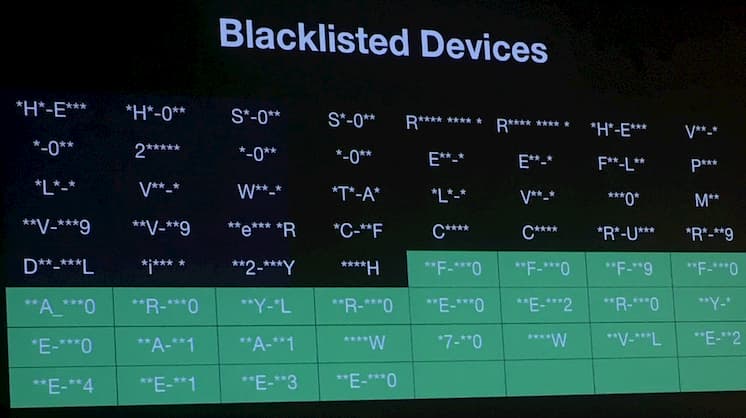 Blacklisted Devices
*H*-E*** *H*-0** S*-0** S*-0** R**** **** * R**** **** * *H*-E*** V**-*
*-0** 2***** *-0** *-0** E**-* E**-* F**-L** P***
*L*-* V**-* W**-* *T*-A* *L*-* V**-* ***0* M**
**V-***9 **V-**9 **e*** *R *C-**F C**** C**** *R*-U*** *R*-**9
D**-***L *i*** * **2-***Y ****H **F-***0 **F-***0 **F-**9 **F-***0
**A_***0 **R-***0 **Y-*L **R-***0 **E-***0 **E-***2 **R-***0 **Y-*
*E-***0 **A-**1 **A-**1 ****W *7-**0 ****W **V-***L **E-**2
**E-**4 **E-**1 **E-**3 **E-***0